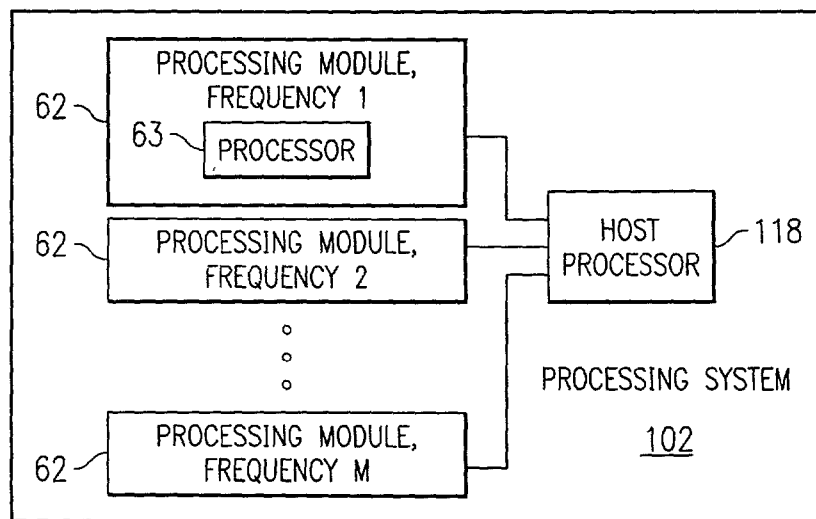 PROCESSING MODULE,
FREQUENCY 1
62
63
PROCESSOR
62
PROCESSING MODULE,
FREQUENCY 2
HOST
PROCESSOR
118
PROCESSING SYSTEM
102
62
PROCESSING MODULE,
FREQUENCY M